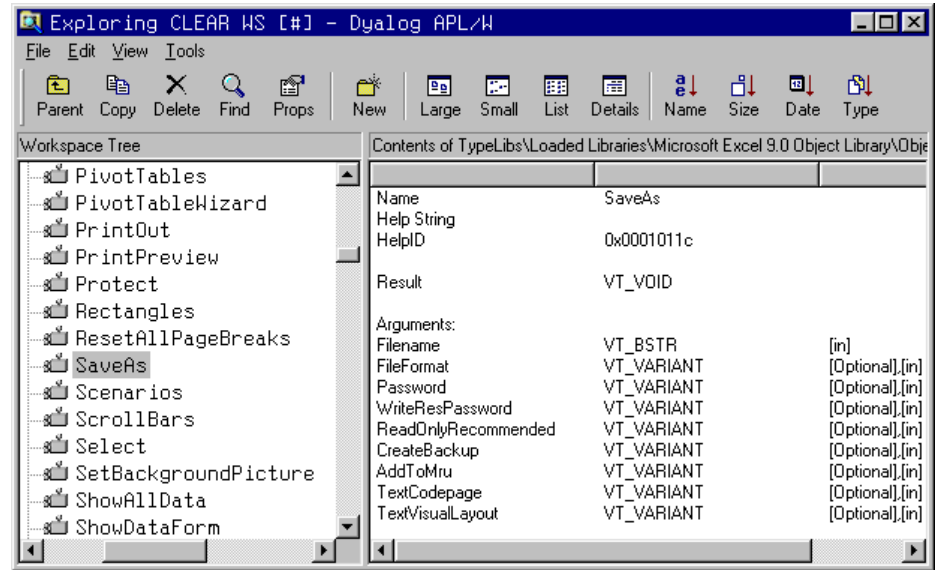 Exploring CLEAR WS [#] - Dyalog APL/W
File Edit View Tools
Parent Copy Delete Find Props New Large Small List Details Name Size Date Type
Workspace Tree
Contents of TypeLibs\Loaded Libraries\Microsoft Excel 9.0 Object Library\Obje
PivotTables
PivotTableWizard
PrintOut
PrintPreview
Protect
Rectangles
ResetAllPageBreaks
SaveAs
Scenarios
ScrollBars
Select
SetBackgroundPicture
ShowAllData
ShowDataForm
Name SaveAs
Help String
HelpID 0x0001011c
Result VT_VOID
Arguments:
Filename VT_BSTR [in]
FileFormat VT_VARIANT [Optional],[in]
Password VT_VARIANT [Optional],[in]
WriteResPassword VT_VARIANT [Optional],[in]
ReadOnlyRecommended VT_VARIANT [Optional],[in]
CreateBackup VT_VARIANT [Optional],[in]
AddToMru VT_VARIANT [Optional],[in]
TextCodepage VT_VARIANT [Optional],[in]
TextVisualLayout VT_VARIANT [Optional],[in]